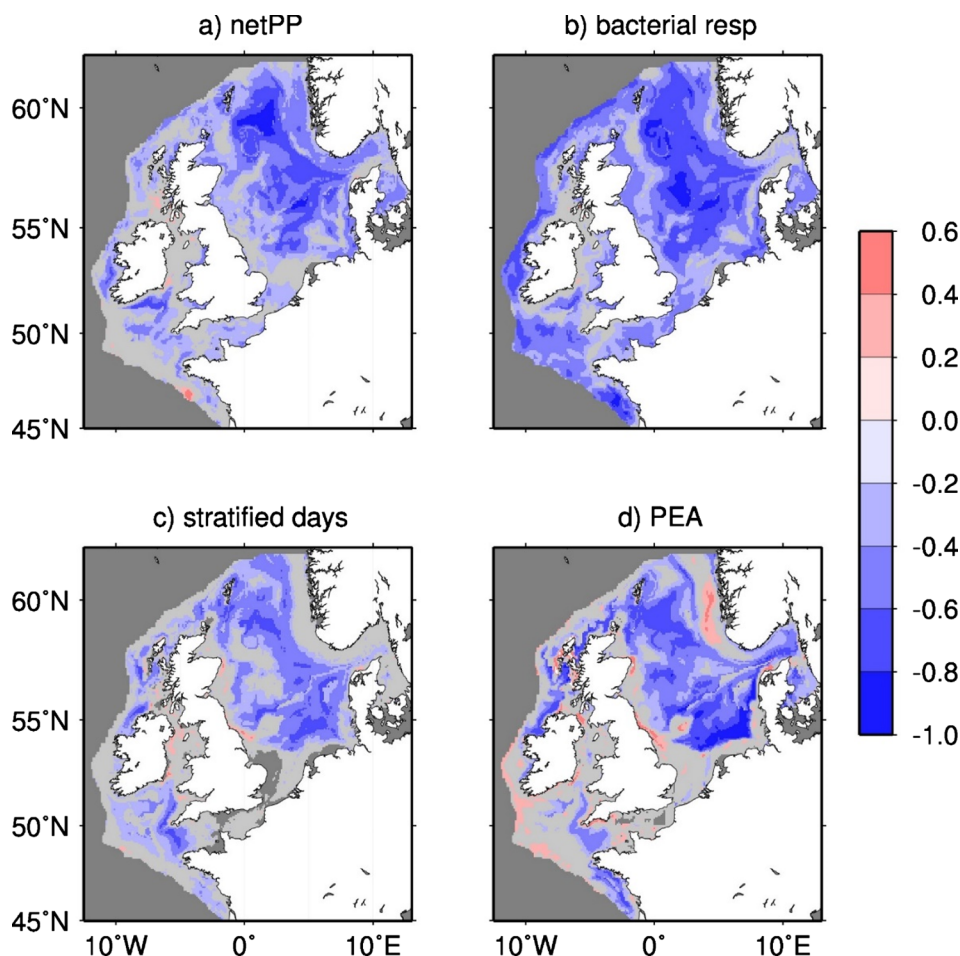 a) netPP
b) bacterial resp
60˚N
55˚N
50˚N
45˚N
0.6
0.4
0.2
0.0
-0.2
-0.4
-0.6
-0.8
-1.0
c) stratified days
d) PEA
60˚N
55˚N
50˚N
45˚N
10˚W 0˚ 10˚E
10˚W 0˚ 10˚E